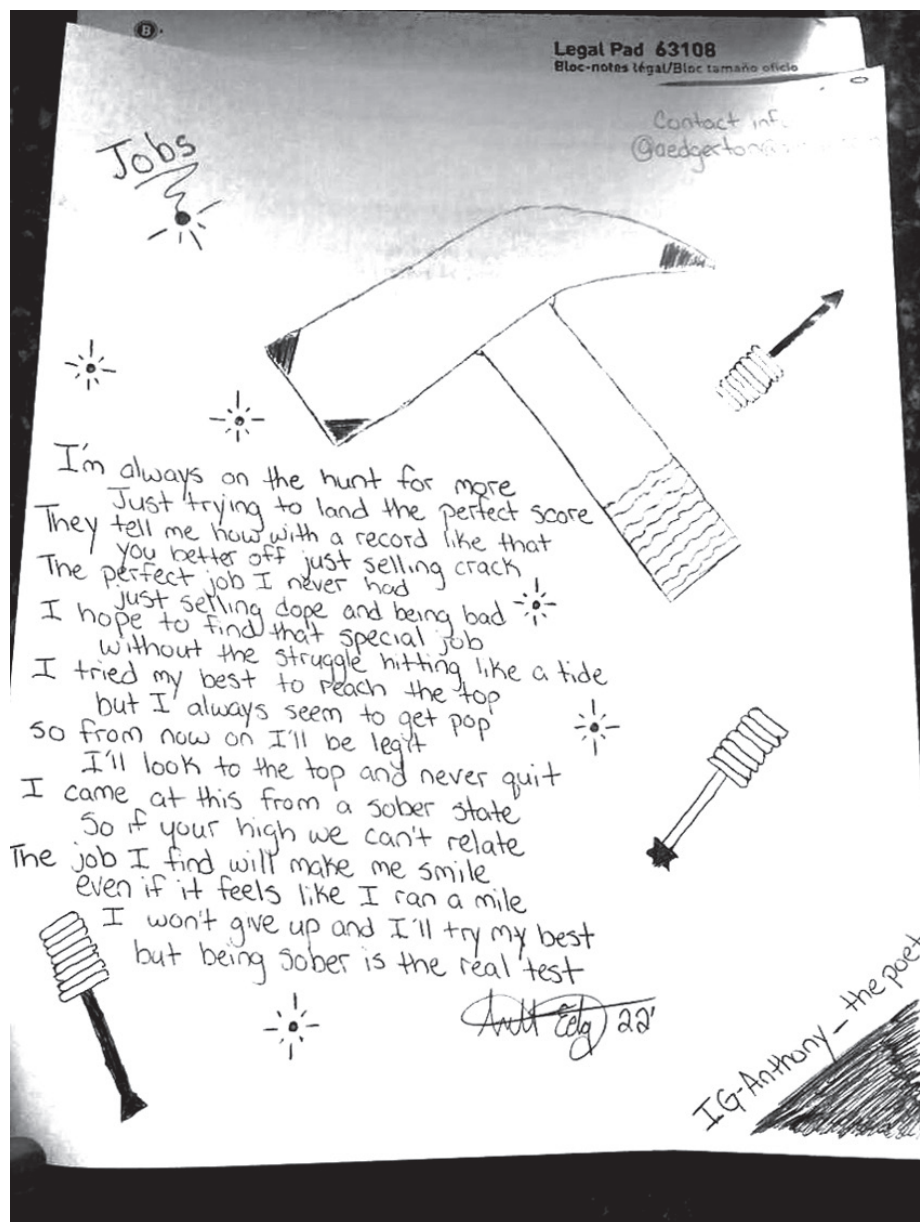 B
Legal Pad 63108
Bloc-notes légal/Bloc tamaño oficio
Contact inf.
Jobs
I'm always on the hunt for more
Just trying to land the perfect score
They tell me how with a record like that
you better off just selling crack
The perfect job I never had
just selling dope and being bad
I hope to find that special job
without the struggle hitting like a tide
I tried my best to reach the top
but I always seem to get pop
so from now on I'll be legit
I'll look to the top and never quit
I came at this from a sober state
So if your high we can't relate
The job I find will make me smile
even if it feels like I ran a mile
I won't give up and I'll try my best
but being sober is the real test
22'
IG-Anthony_the poet